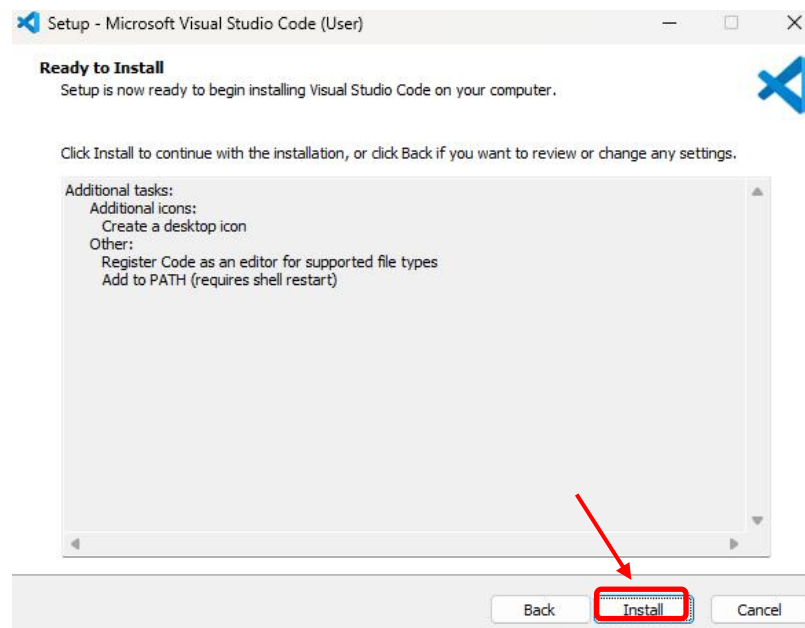 Setup - Microsoft Visual Studio Code (User)
Ready to Install
Setup is now ready to begin installing Visual Studio Code on your computer.
Click Install to continue with the installation, or click Back if you want to review or change any settings.
Additional tasks:
Additional icons:
Create a desktop icon
Other:
Register Code as an editor for supported file types
Add to PATH (requires shell restart)
Back Install Cancel